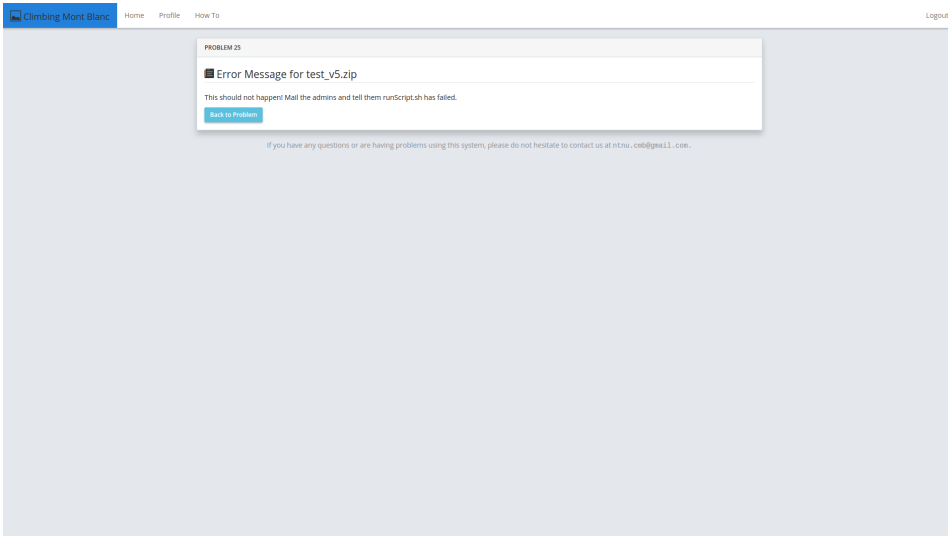 Climbing Mont Blanc Home Profile How To Logout
PROBLEM 25
Error Message for test_v5.zip
This should not happen! Mail the admins and tell them runScript.sh has failed.
Back to Problem
If you have any questions or are having problems using this system, please do not hesitate to contact us at ntnu.cmb@gmail.com.